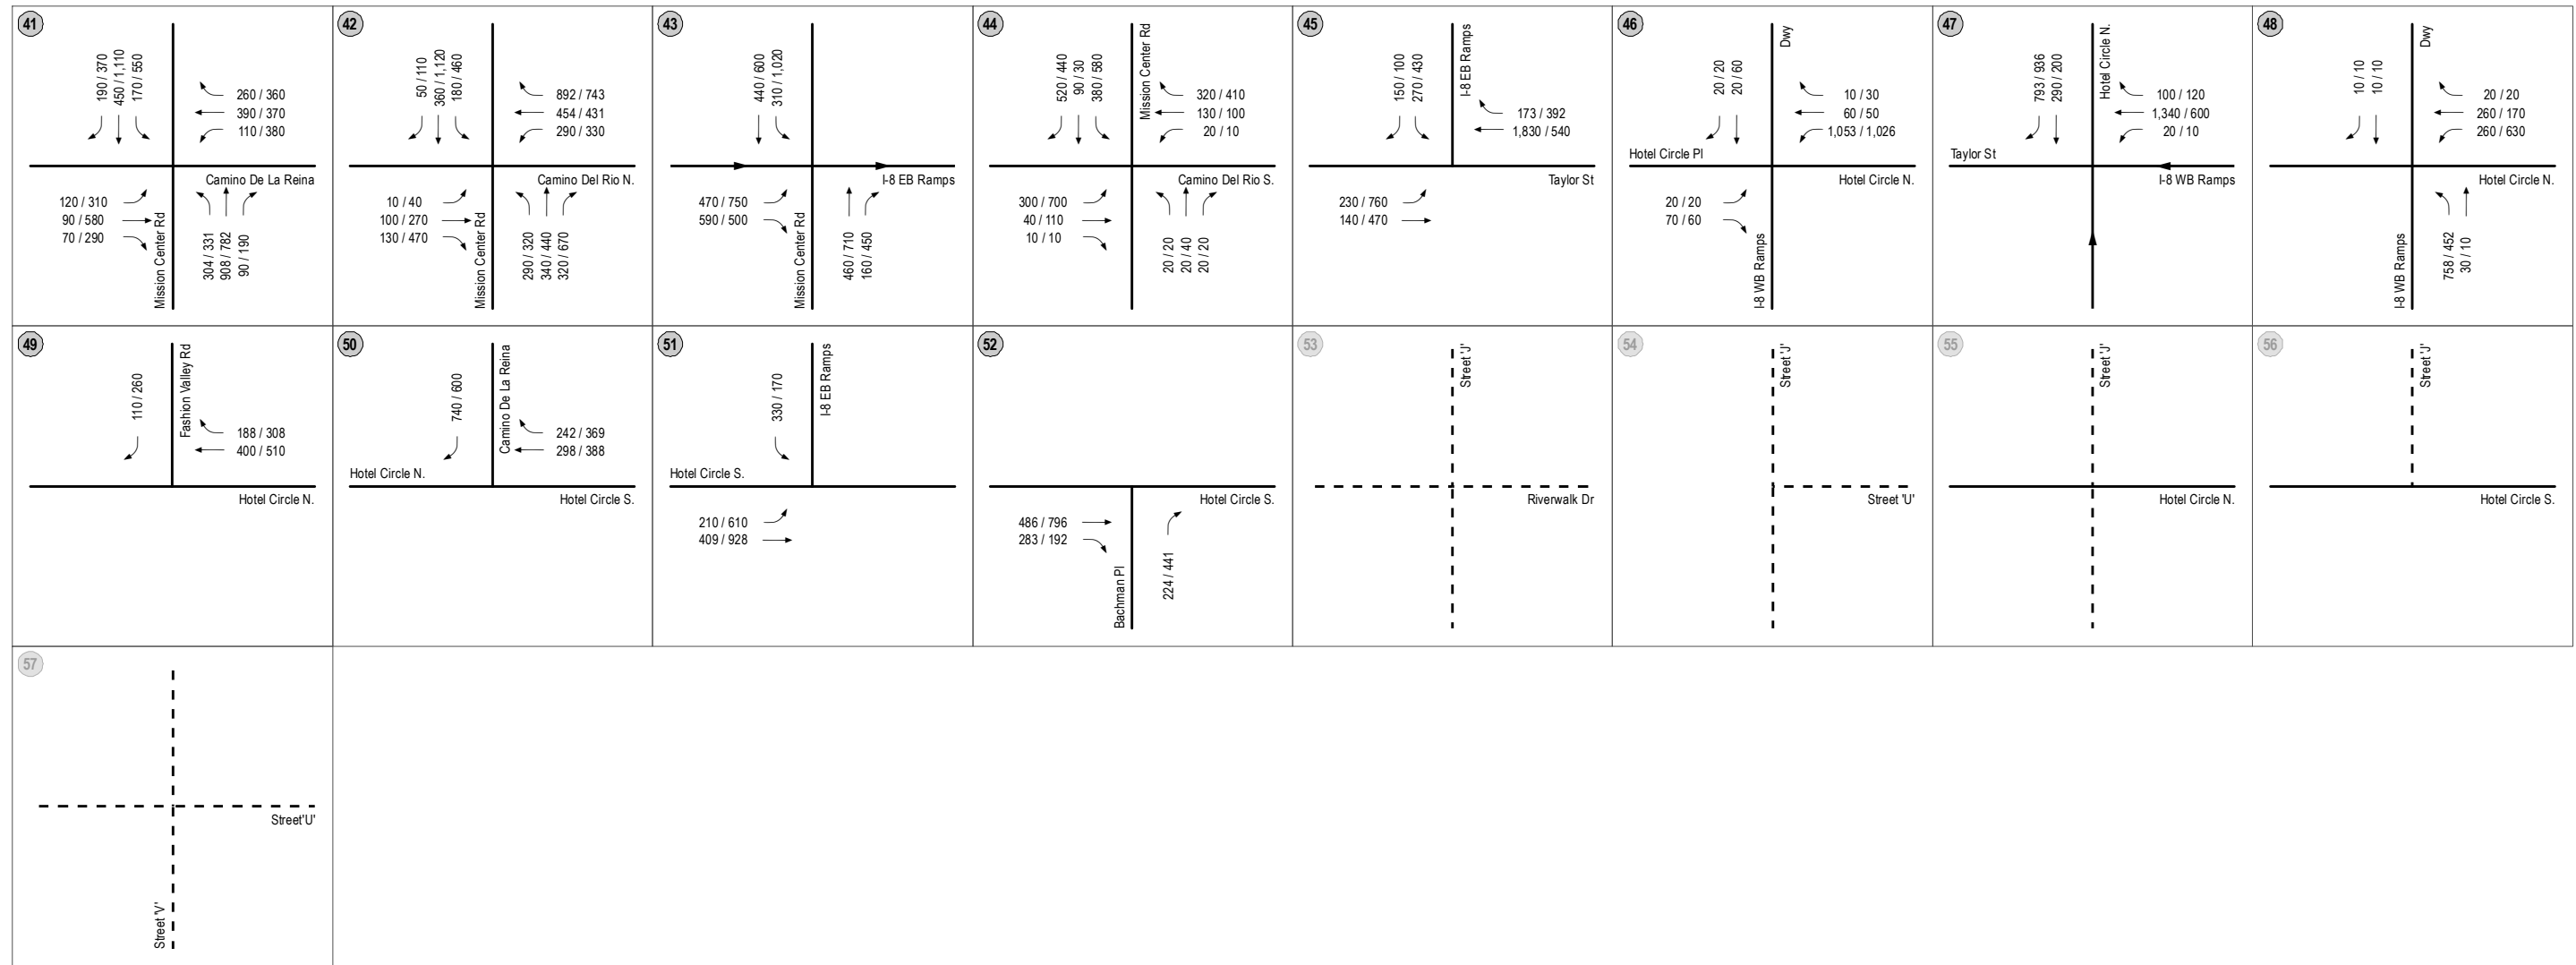 41
190 / 370
450 / 1,110
170 / 550
260 / 360
390 / 370
110 / 380
Camino De La Reina
120 / 310
90 / 580
70 / 290
Mission Center Rd
304 / 331
908 / 782
90 / 190
42
50 / 110
360 / 1,120
180 / 460
892 / 743
454 / 431
290 / 330
Camino Del Rio N.
10 / 40
100 / 270
130 / 470
Mission Center Rd
290 / 320
340 / 440
320 / 670
43
440 / 600
310 / 1,020
I-8 EB Ramps
470 / 750
590 / 500
Mission Center Rd
460 / 710
160 / 450
44
520 / 440
90 / 30
380 / 580
Mission Center Rd
320 / 410
130 / 100
20 / 10
Camino Del Rio S.
300 / 700
40 / 110
10 / 10
20 / 20
20 / 40
20 / 20
45
150 / 100
270 / 430
I-8 EB Ramps
173 / 392
1,830 / 540
Taylor St
230 / 760
140 / 470
46
20 / 20
20 / 60
Dwy
10 / 30
60 / 50
1,053 / 1,026
Hotel Circle Pl
Hotel Circle N.
20 / 20
70 / 60
I-8 WB Ramps
47
793 / 936
290 / 200
Hotel Circle N.
100 / 120
1,340 / 600
20 / 10
Taylor St
I-8 WB Ramps
48
10 / 10
10 / 10
Dwy
20 / 20
260 / 170
260 / 630
Hotel Circle N.
I-8 WB Ramps
758 / 452
30 / 10
49
110 / 260
Fashion Valley Rd
188 / 308
400 / 510
Hotel Circle N.
50
740 / 600
Camino De La Reina
242 / 369
298 / 388
Hotel Circle N.
Hotel Circle S.
51
330 / 170
I-8 EB Ramps
Hotel Circle S.
210 / 610
409 / 928
52
Hotel Circle S.
486 / 796
283 / 192
Bachman Pl
224 / 441
53
Street 'J'
Riverwalk Dr
54
Street 'J'
Street 'U'
55
Street 'J'
Hotel Circle N.
56
Street 'J'
Hotel Circle S.
57
Street'U'
Street 'V'